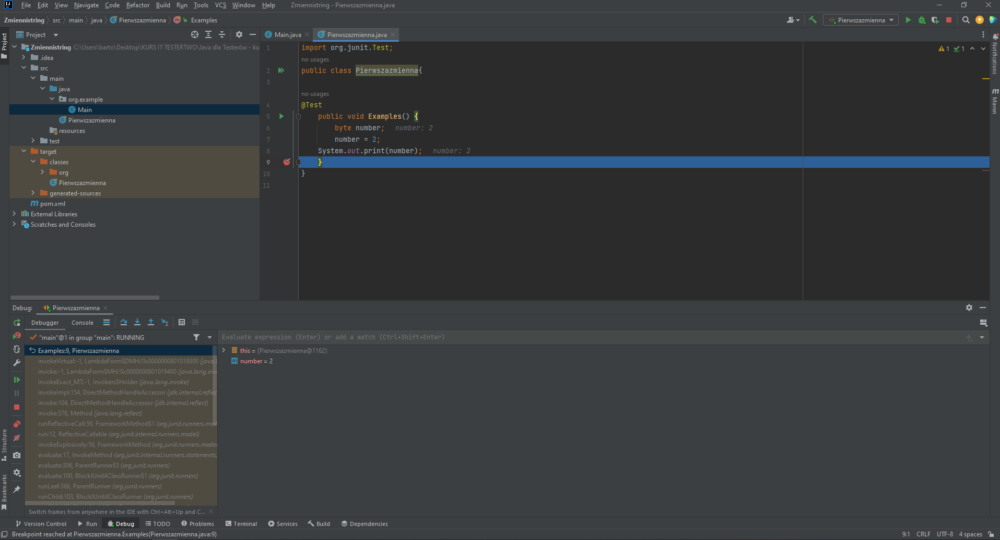 File Edit View Navigate Code Refactor Build Run Tools VCS Window Help Zmiennistring - Pierwszazmienna.java
Zmiennistring src main java Pierwszazmienna Examples
Pierwszazmienna
Project
Main.java
Pierwszazmienna.java
Project
Zmiennistring C:\Users\barto\Desktop\KURS IT TESTERTWO\Java dla Testerów - ku
.idea
src
main
java
org.example
Main
Pierwszazmienna
resources
test
target
classes
org
Pierwszazmienna
generated-sources
pom.xml
External Libraries
Scratches and Consoles
1 import org.junit.Test;
no usages
2 public class Pierwszazmienna{
3
no usages
4 @Test
5 public void Examples() {
6 byte number; number: 2
7 number = 2;
8 System.out.print(number); number: 2
9 }
10 }
11
1 1
Notifications
Maven
Debug: Pierwszazmienna
Debugger Console
"main"@1 in group "main": RUNNING
Evaluate expression (Enter) or add a watch (Ctrl+Shift+Enter)
Examples:9, Pierwszazmienna
invokeVirtual:-1, LambdaForm$DMH/0x0000000801018800 (java.l
invoke:-1, LambdaForm$MH/0x0000000801019400 (java.lang.inv
invokeExact_MT:-1, Invokers$Holder (java.lang.invoke)
invokeImpl:154, DirectMethodHandleAccessor (jdk.internal.reflec
invoke:104, DirectMethodHandleAccessor (jdk.internal.reflect)
invoke:578, Method (java.lang.reflect)
runReflectiveCall:59, FrameworkMethod$1 (org.junit.runners.mod
run:12, ReflectiveCallable (org.junit.internal.runners.model)
invokeExplosively:56, FrameworkMethod (org.junit.runners.mode
evaluate:17, InvokeMethod (org.junit.internal.runners.statements)
evaluate:306, ParentRunner$3 (org.junit.runners)
evaluate:100, BlockJUnit4ClassRunner$1 (org.junit.runners)
runLeaf:366, ParentRunner (org.junit.runners)
runChild:103, BlockJUnit4ClassRunner (org.junit.runners)
this = {Pierwszazmienna@1162}
number = 2
Structure
Bookmarks
Switch frames from anywhere in the IDE with Ctrl+Alt+Up and C...
Version Control Run Debug TODO Problems Terminal Services Build Dependencies
Breakpoint reached at Pierwszazmienna.Examples(Pierwszazmienna.java:9)
9:1 CRLF UTF-8 4 spaces